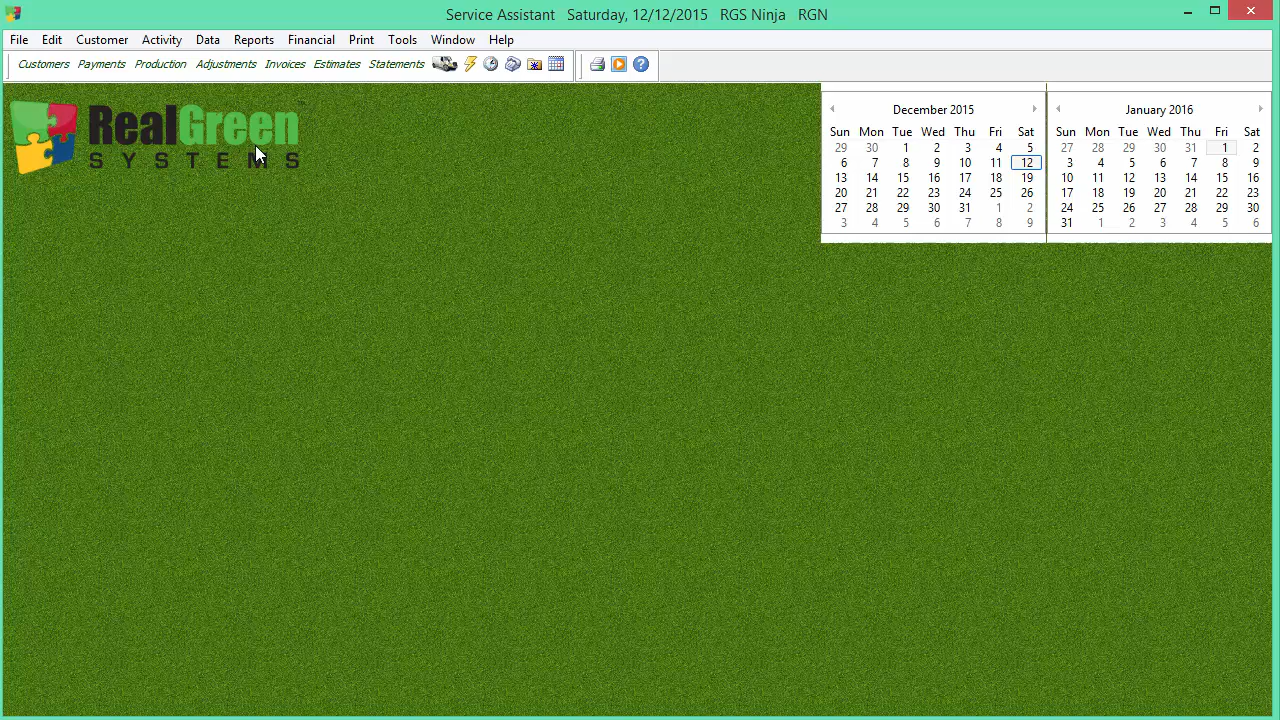 Service Assistant Saturday, 12/12/2015 RGS Ninja RGN
File Edit Customer Activity Data Reports Financial Print Tools Window Help
Customers Payments Production Adjustments Invoices Estimates Statements
RealGreen
SYSTEMS
December 2015
Sun Mon Tue Wed Thu Fri Sat
29 30 1 2 3 4 5
6 7 8 9 10 11 12
13 14 15 16 17 18 19
20 21 22 23 24 25 26
27 28 29 30 31 1 2
3 4 5 6 7 8 9
January 2016
Sun Mon Tue Wed Thu Fri Sat
27 28 29 30 31 1 2
3 4 5 6 7 8 9
10 11 12 13 14 15 16
17 18 19 20 21 22 23
24 25 26 27 28 29 30
31 1 2 3 4 5 6